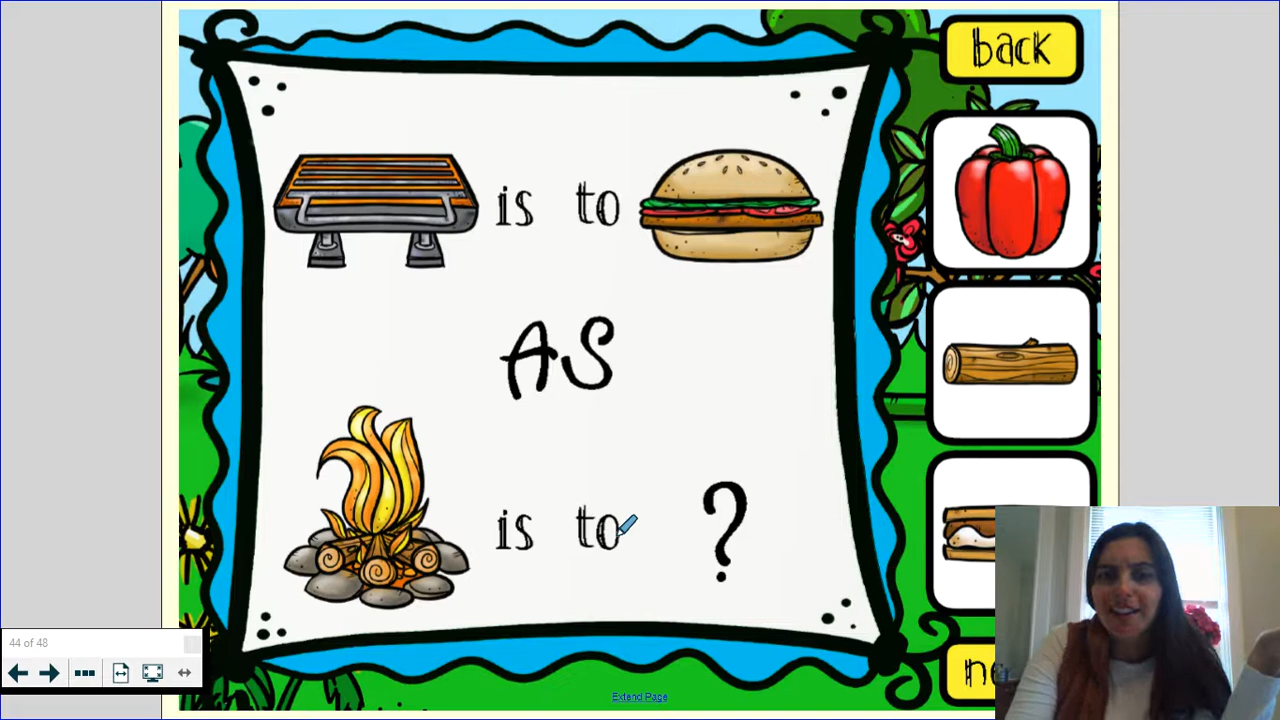 back
is to
AS
is to ?
44 of 48
Extend Page